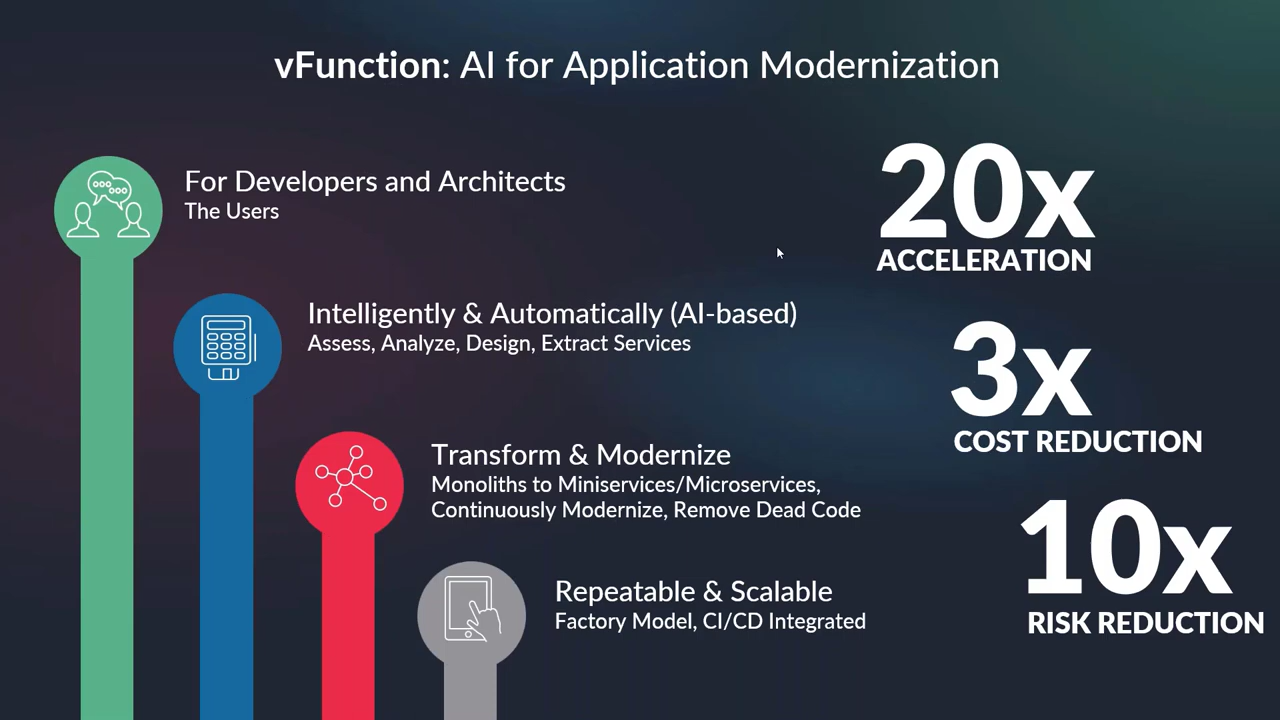 vFunction: AI for Application Modernization
For Developers and Architects
The Users
Intelligently & Automatically (AI-based)
Assess, Analyze, Design, Extract Services
Transform & Modernize
Monoliths to Miniservices/Microservices,
Continuously Modernize, Remove Dead Code
Repeatable & Scalable
Factory Model, CI/CD Integrated
20x
ACCELERATION
3x
COST REDUCTION
10x
RISK REDUCTION